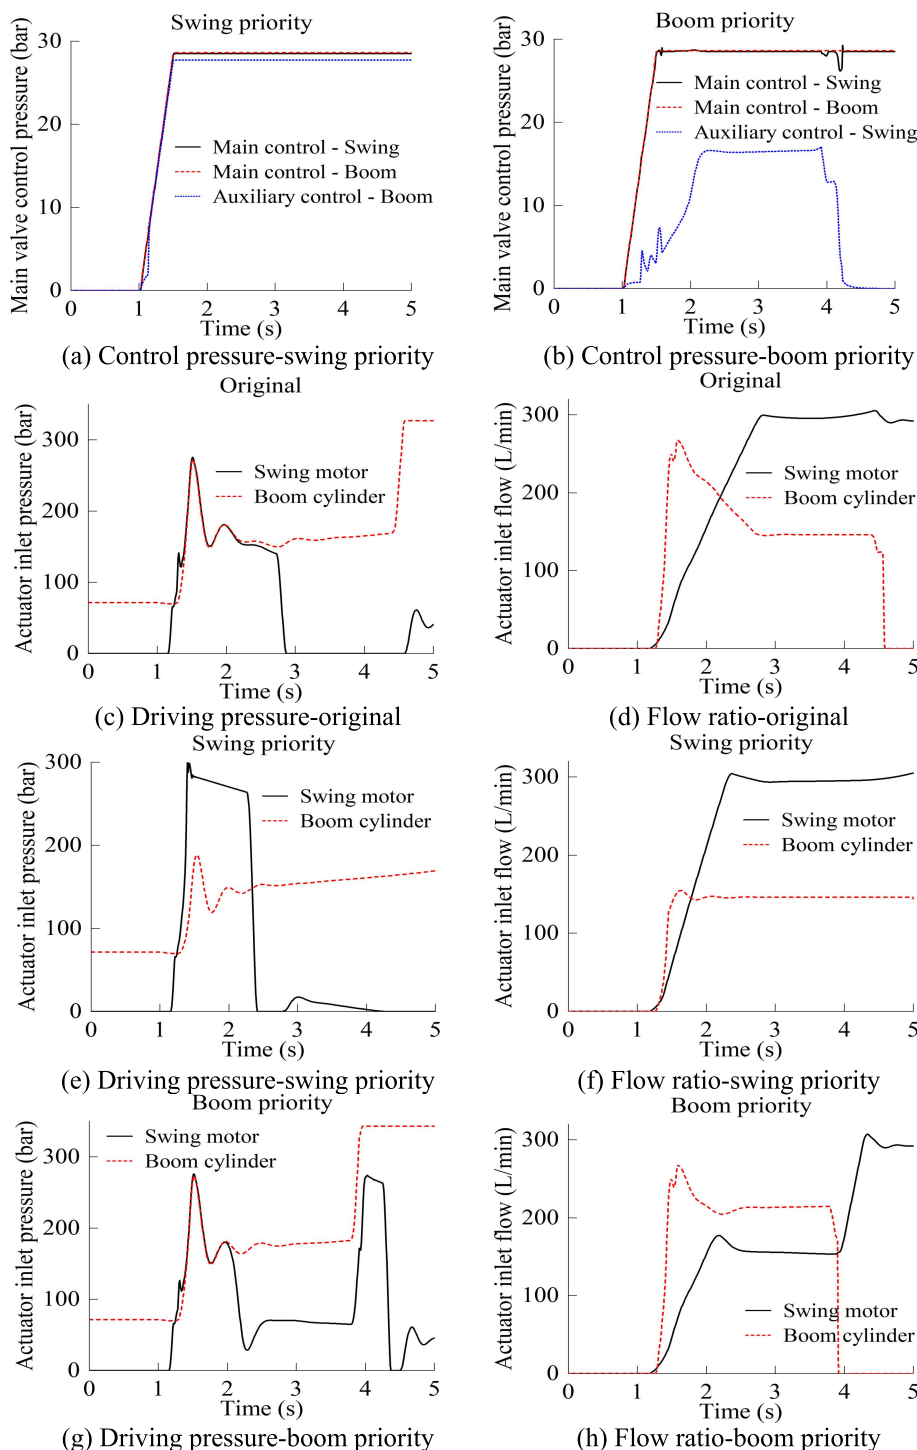 Swing priority
Main valve control pressure (bar)
30
20
10
0
Main control - Swing
Main control - Boom
Auxiliary control - Boom
0 1 2 3 4 5
Time (s)
(a) Control pressure-swing priority
Boom priority
Main valve control pressure (bar)
30
20
10
0
Main control - Swing
Main control - Boom
Auxiliary control - Swing
0 1 2 3 4 5
Time (s)
(b) Control pressure-boom priority
Original
Actuator inlet pressure (bar)
300
200
100
0
Swing motor
Boom cylinder
0 1 2 3 4 5
Time (s)
(c) Driving pressure-original
Original
Actuator inlet flow (L/min)
300
200
100
0
Swing motor
Boom cylinder
0 1 2 3 4 5
Time (s)
(d) Flow ratio-original
Swing priority
Actuator inlet pressure (bar)
300
200
100
0
Swing motor
Boom cylinder
0 1 2 3 4 5
Time (s)
(e) Driving pressure-swing priority
Swing priority
Actuator inlet flow (L/min)
300
200
100
0
Swing motor
Boom cylinder
0 1 2 3 4 5
Time (s)
(f) Flow ratio-swing priority
Boom priority
Actuator inlet pressure (bar)
300
200
100
0
Swing motor
Boom cylinder
0 1 2 3 4 5
Time (s)
(g) Driving pressure-boom priority
Boom priority
Actuator inlet flow (L/min)
300
200
100
0
Swing motor
Boom cylinder
0 1 2 3 4 5
Time (s)
(h) Flow ratio-boom priority